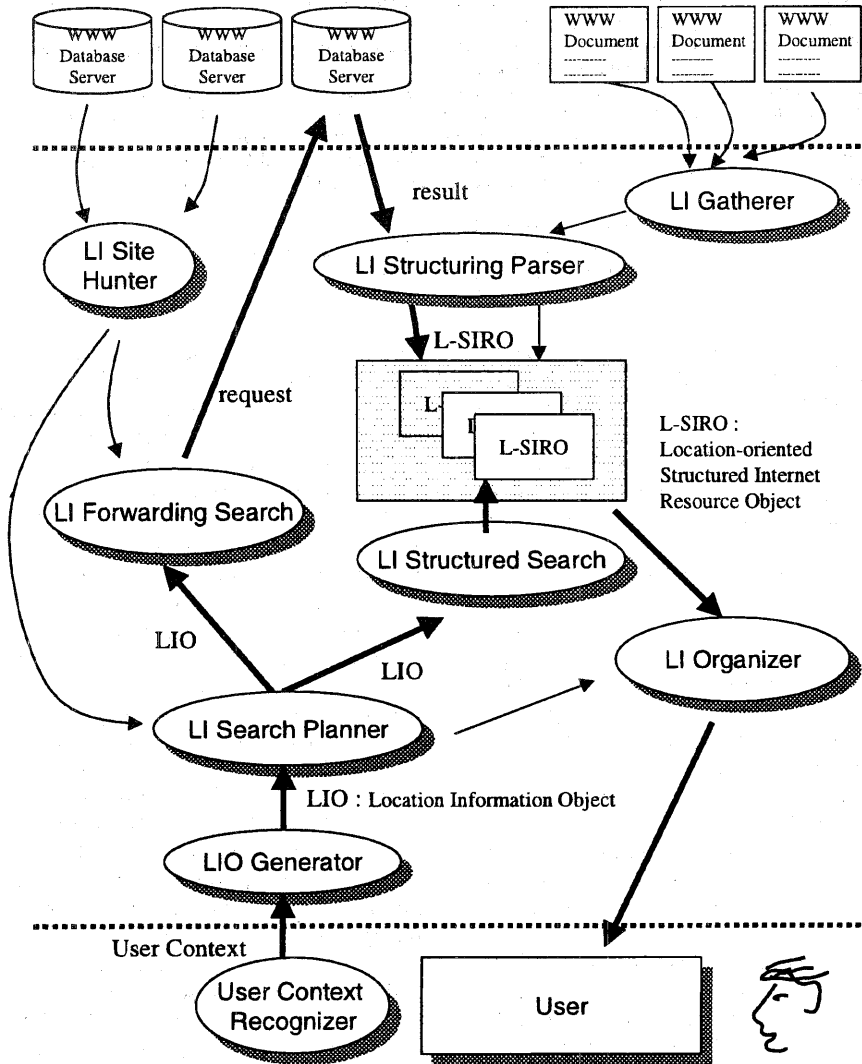 WWW
Database
Server
WWW
Database
Server
WWW
Database
Server
WWW
Document
WWW
Document
WWW
Document
result
LI Gatherer
LI Site
Hunter
LI Structuring Parser
L-SIRO
request
L-SIRO
L-SIRO :
Location-oriented
Structured Internet
Resource Object
LI Forwarding Search
LI Structured Search
LIO
LIO
LI Organizer
LI Search Planner
LIO : Location Information Object
LIO Generator
User Context
User Context
Recognizer
User